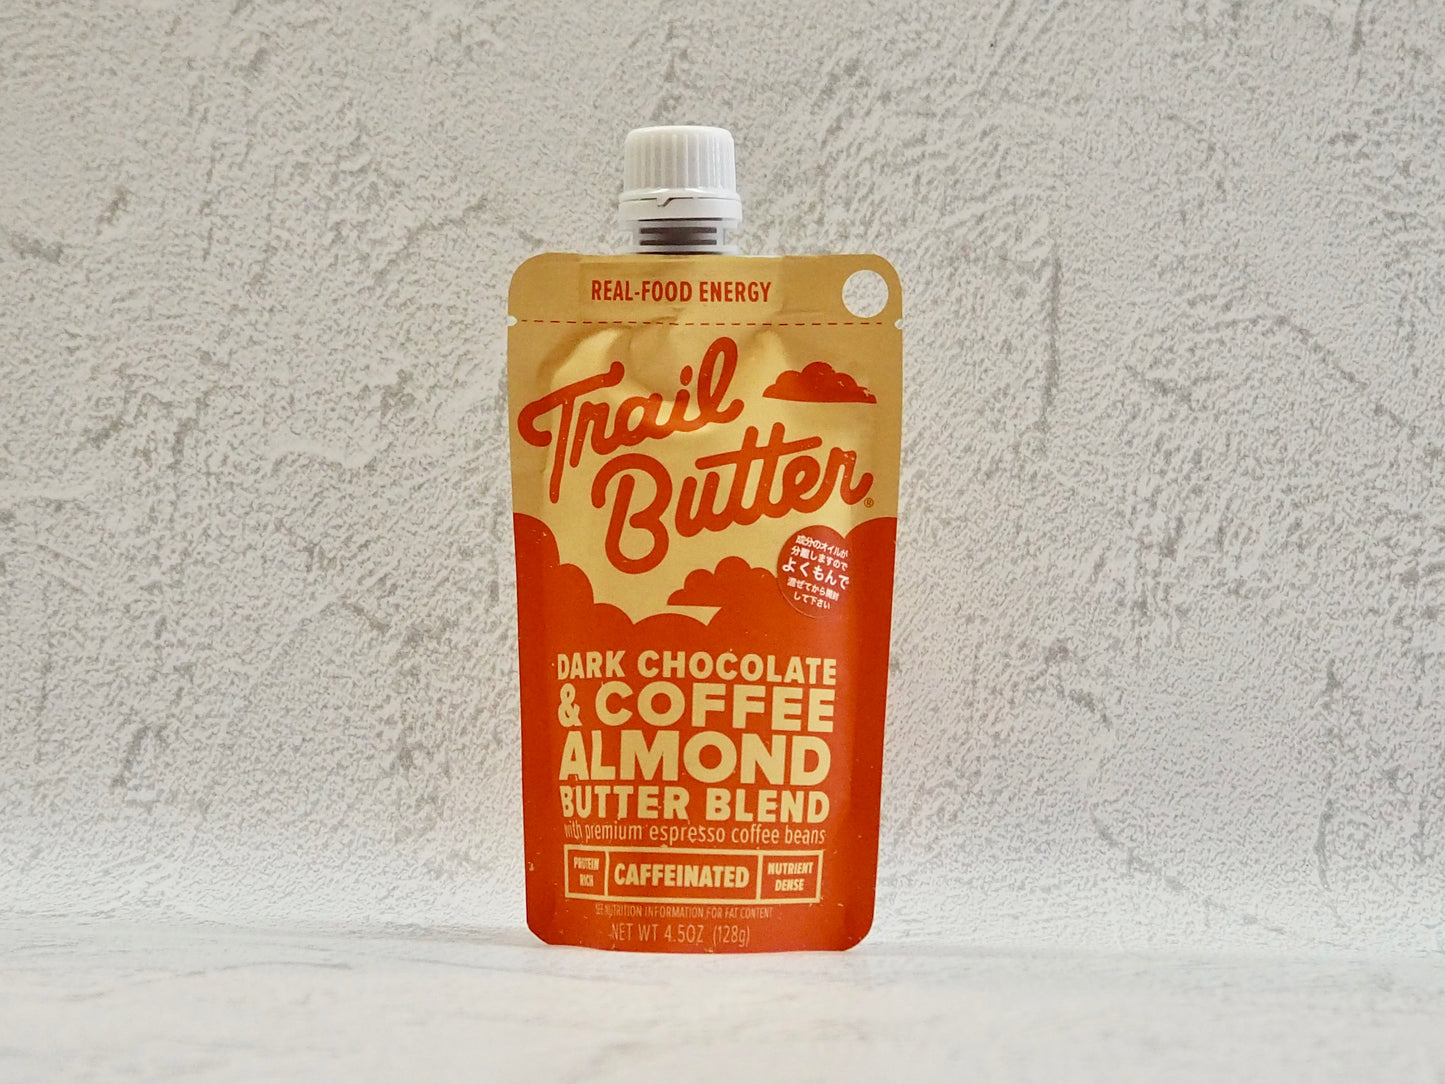 REAL-FOOD ENERGY
Trail
Butter®
成分のオイルが
分離しますので
よくもんで
混ぜてから開封
して下さい
DARK CHOCOLATE
& COFFEE
ALMOND
BUTTER BLEND
with premium espresso coffee beans
PROTEIN
RICH
CAFFEINATED
NUTRIENT
DENSE
SEE NUTRITION INFORMATION FOR FAT CONTENT
NET WT 4.5OZ (128g)